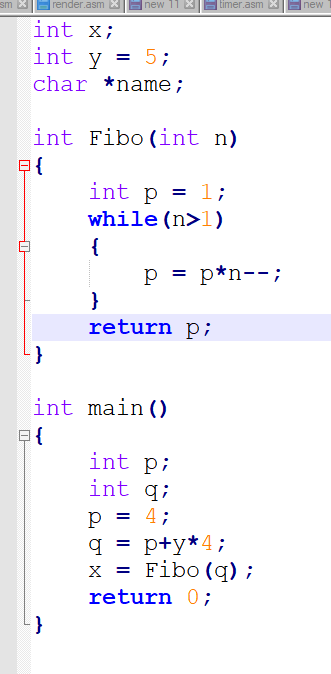 sm render.asm new 11 timer.asm new
int x;
int y = 5;
char *name;
int Fibo(int n)
{
int p = 1;
while(n>1)
{
p = p*n--;
}
return p;
}
int main()
{
int p;
int q;
p = 4;
q = p+y*4;
x = Fibo(q);
return 0;
}